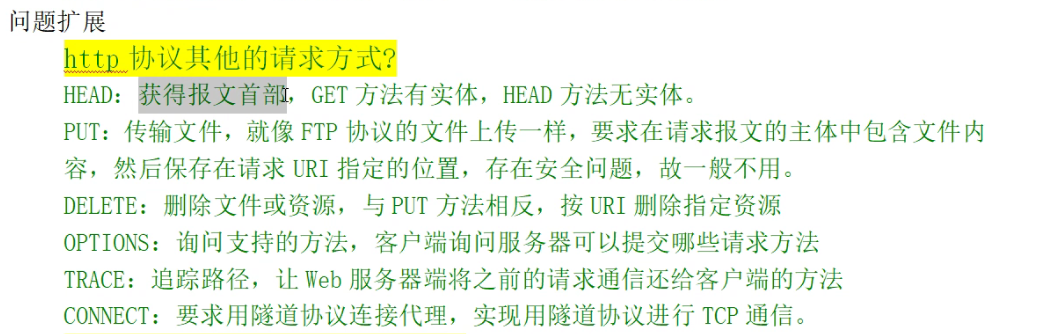 问题扩展
http 协议其他的请求方式?
HEAD：获得报文首部，GET 方法有实体，HEAD 方法无实体。
PUT：传输文件，就像 FTP 协议的文件上传一样，要求在请求报文的主体中包含文件内
容，然后保存在请求 URI 指定的位置，存在安全问题，故一般不用。
DELETE：删除文件或资源，与 PUT 方法相反，按 URI 删除指定资源
OPTIONS：询问支持的方法，客户端询问服务器可以提交哪些请求方法
TRACE：追踪路径，让 Web 服务器端将之前的请求通信还给客户端的方法
CONNECT：要求用隧道协议连接代理，实现用隧道协议进行 TCP 通信。